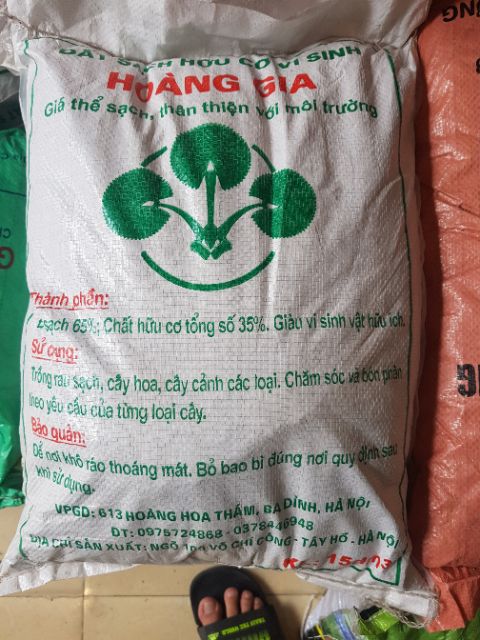 ĐẤT SẠCH HỮU CƠ VI SINH
HOÀNG GIA
Giá thể sạch, thân thiện với môi trường
Thành phần:
sạch 65%; Chất hữu cơ tổng số 35%. Giàu vi sinh vật hữu ích.
Sử dụng:
Trồng rau sạch, cây hoa, cây cảnh các loại. Chăm sóc và bón phân
theo yêu cầu của từng loại cây.
Bảo quản:
Để nơi khô ráo thoáng mát. Bỏ bao bì đúng nơi quy định sau
khi sử dụng.
VPGD: 613 HOÀNG HOA THÁM, BA ĐÌNH, HÀ NỘI
ĐT: 0975724868 - 0378446948
ĐỊA CHỈ SẢN XUẤT: NGÕ VÕ CHÍ CÔNG - TÂY HỒ - HÀ NỘI